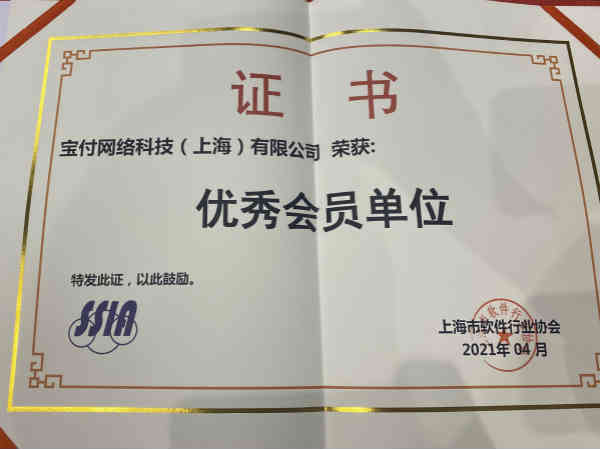 证 书
宝付网络科技（上海）有限公司 荣获:
优秀会员单位
特发此证，以此鼓励。
SSIA
上海市软件行业协会
2021年 04 月